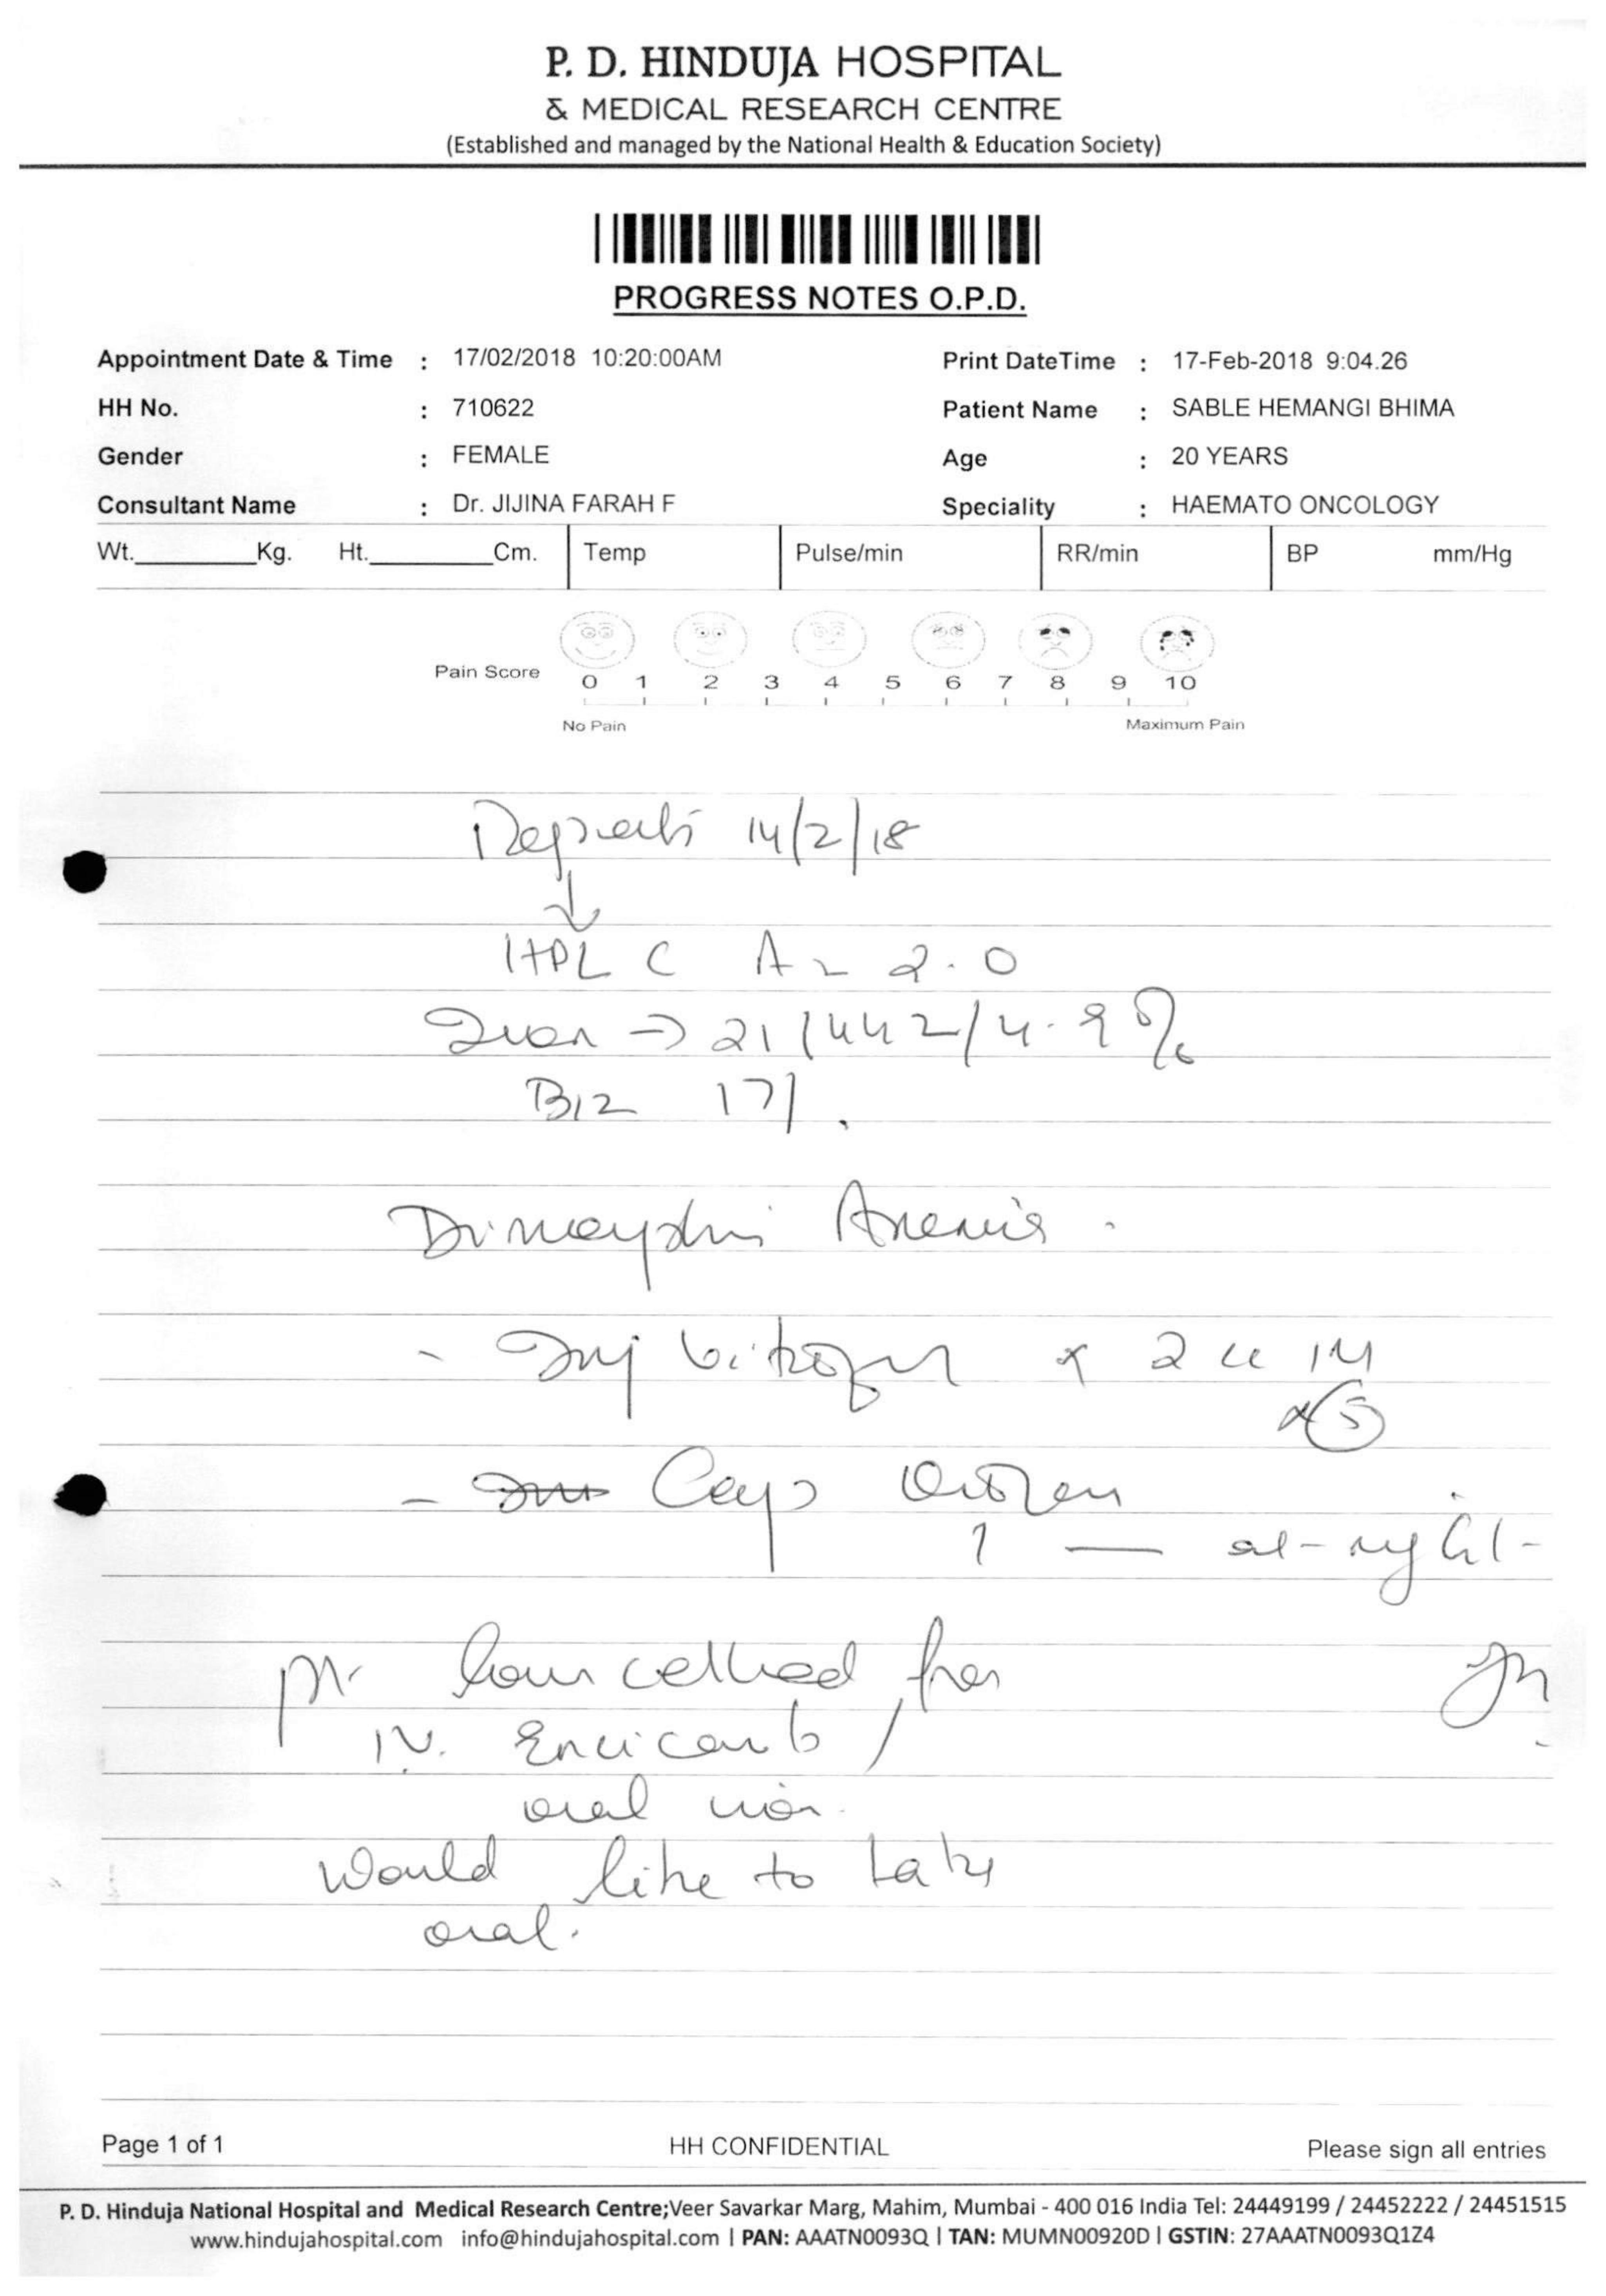 P. D. HINDUJA HOSPITAL
& MEDICAL RESEARCH CENTRE
(Established and managed by the National Health & Education Society)
PROGRESS NOTES O.P.D.
Appointment Date & Time : 17/02/2018 10:20:00AM Print DateTime : 17-Feb-2018 9:04.26
HH No. : 710622 Patient Name : SABLE HEMANGI BHIMA
Gender : FEMALE Age : 20 YEARS
Consultant Name : Dr. JIJINA FARAH F Speciality : HAEMATO ONCOLOGY
Wt. Kg. Ht. Cm. Temp Pulse/min RR/min BP mm/Hg
Pain Score 0 1 2 3 4 5 6 7 8 9 10
No Pain Maximum Pain
Reports 14/2/18
HPLC A2 2.0
Iron → 21/442/4.9%
B12 171.
Dimorphic Anemia.
- Inj x 2 cc IM
x 5
- Cap
1 — at night
Pt. councelled for
IV. Encicarb /
oral iron.
Would like to take
oral.
Page 1 of 1 HH CONFIDENTIAL Please sign all entries
P. D. Hinduja National Hospital and Medical Research Centre;Veer Savarkar Marg, Mahim, Mumbai - 400 016 India Tel: 24449199 / 24452222 / 24451515
www.hindujahospital.com info@hindujahospital.com | PAN: AAATN0093Q | TAN: MUMN00920D | GSTIN: 27AAATN0093Q1Z4